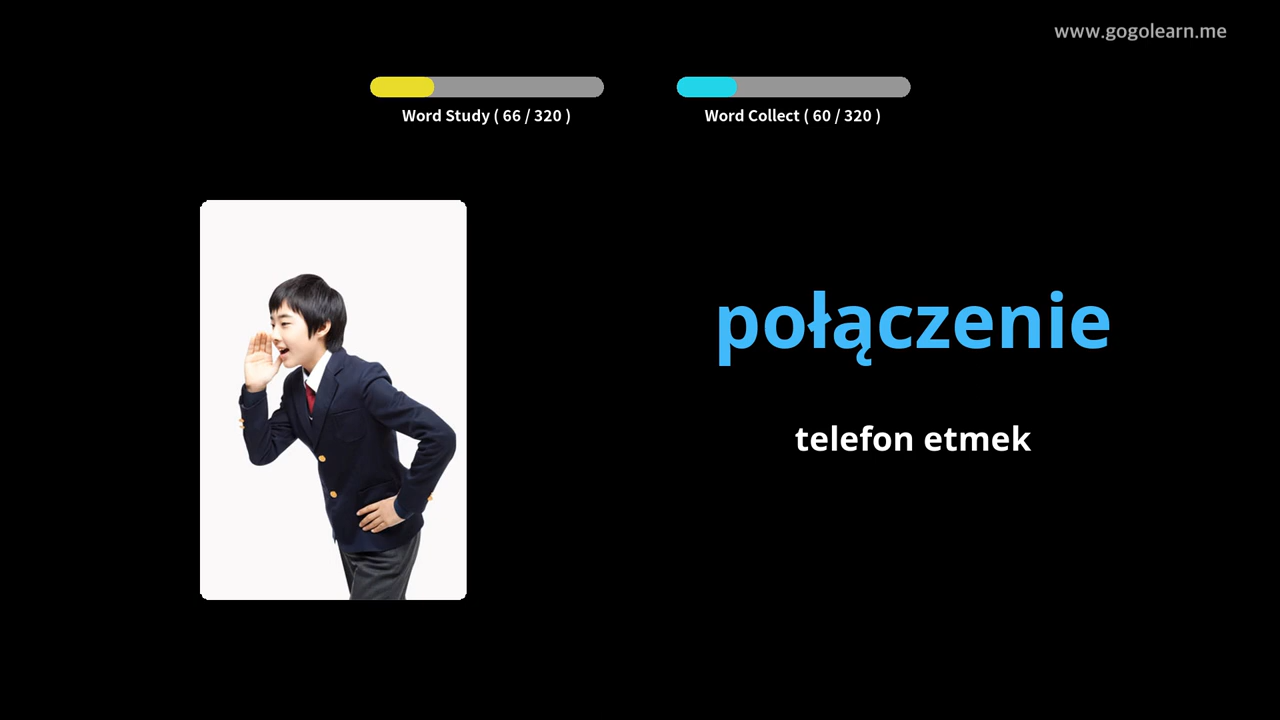 www.gogolearn.me
Word Study ( 66 / 320 )
Word Collect ( 60 / 320 )
połączenie
telefon etmek